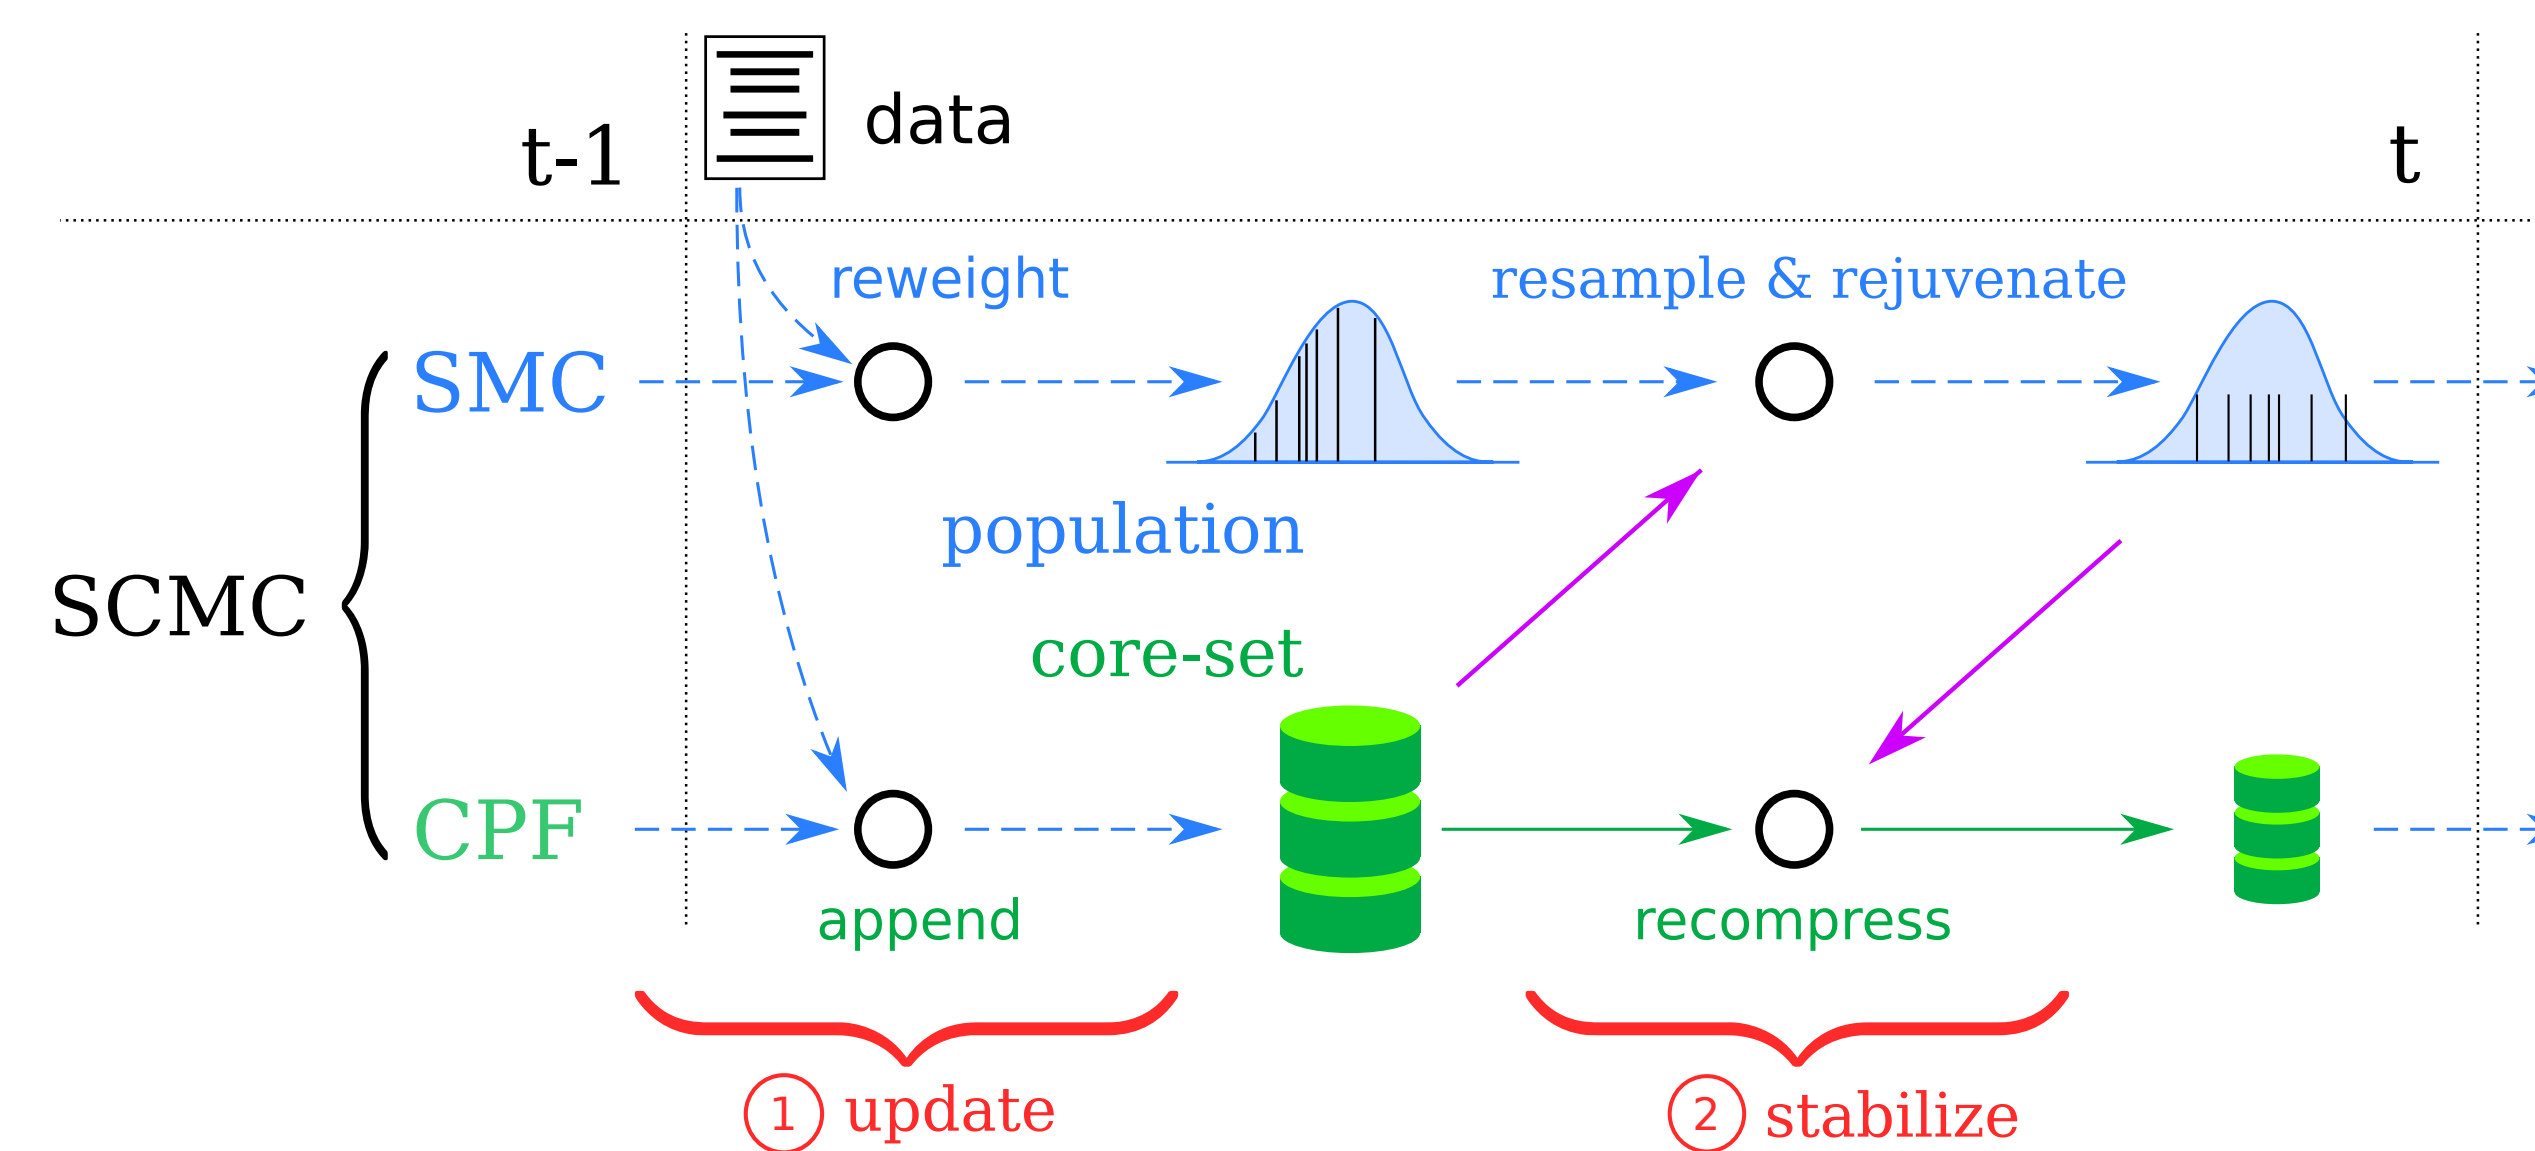 data
t-1
t
reweight
resample & rejuvenate
SMC
population
SCMC
core-set
CPF
append
recompress
1 update
2 stabilize